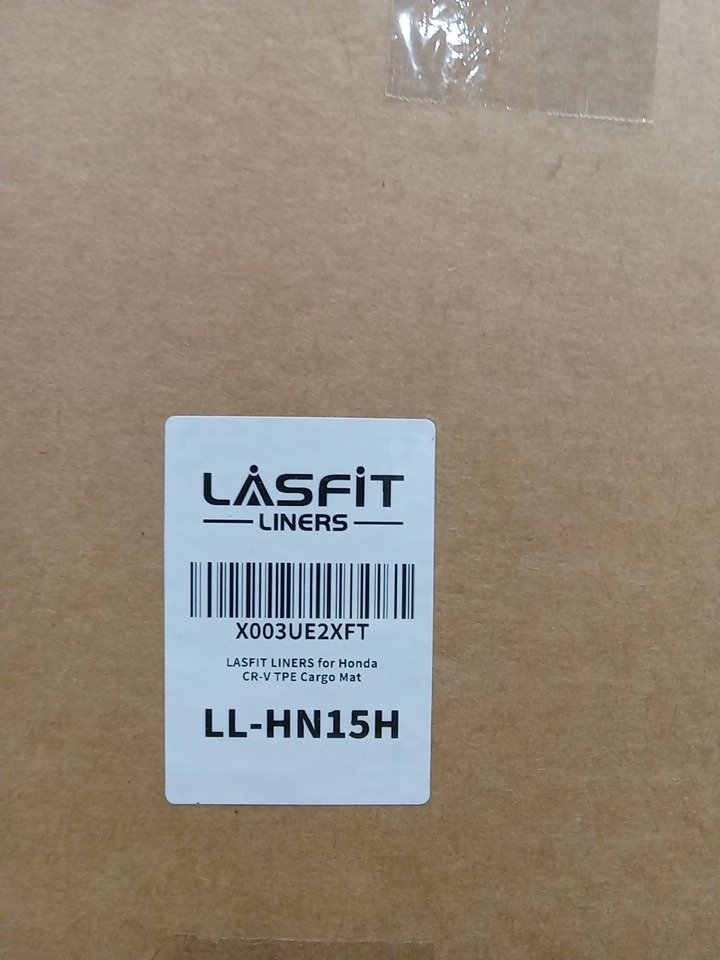 LASFIT
LINERS
X003UE2XFT
LASFIT LINERS for Honda
CR-V TPE Cargo Mat
LL-HN15H